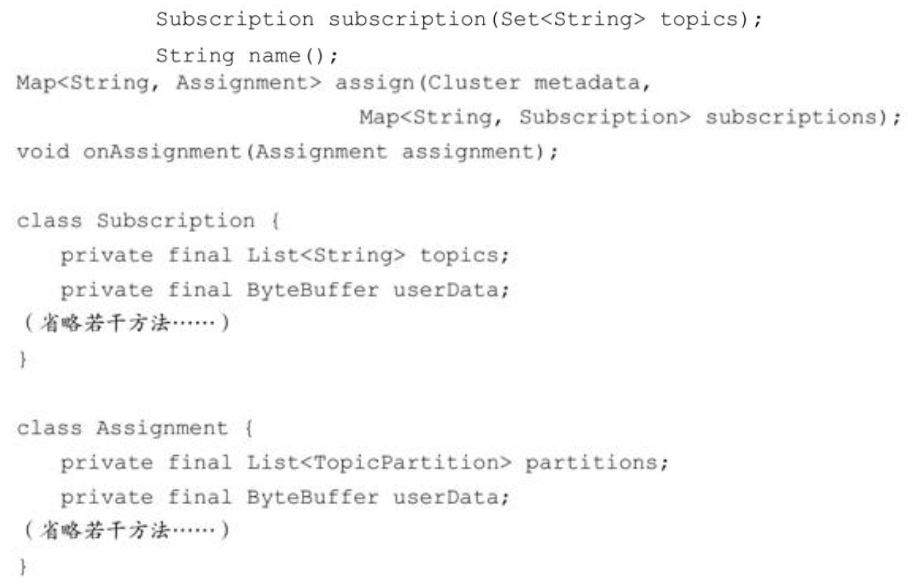 Subscription subscription(Set<String> topics);
String name();
Map<String, Assignment> assign(Cluster metadata,
Map<String, Subscription> subscriptions);
void onAssignment(Assignment assignment);
class Subscription {
private final List<String> topics;
private final ByteBuffer userData;
（省略若干方法……）
}
class Assignment {
private final List<TopicPartition> partitions;
private final ByteBuffer userData;
（省略若干方法……）
}